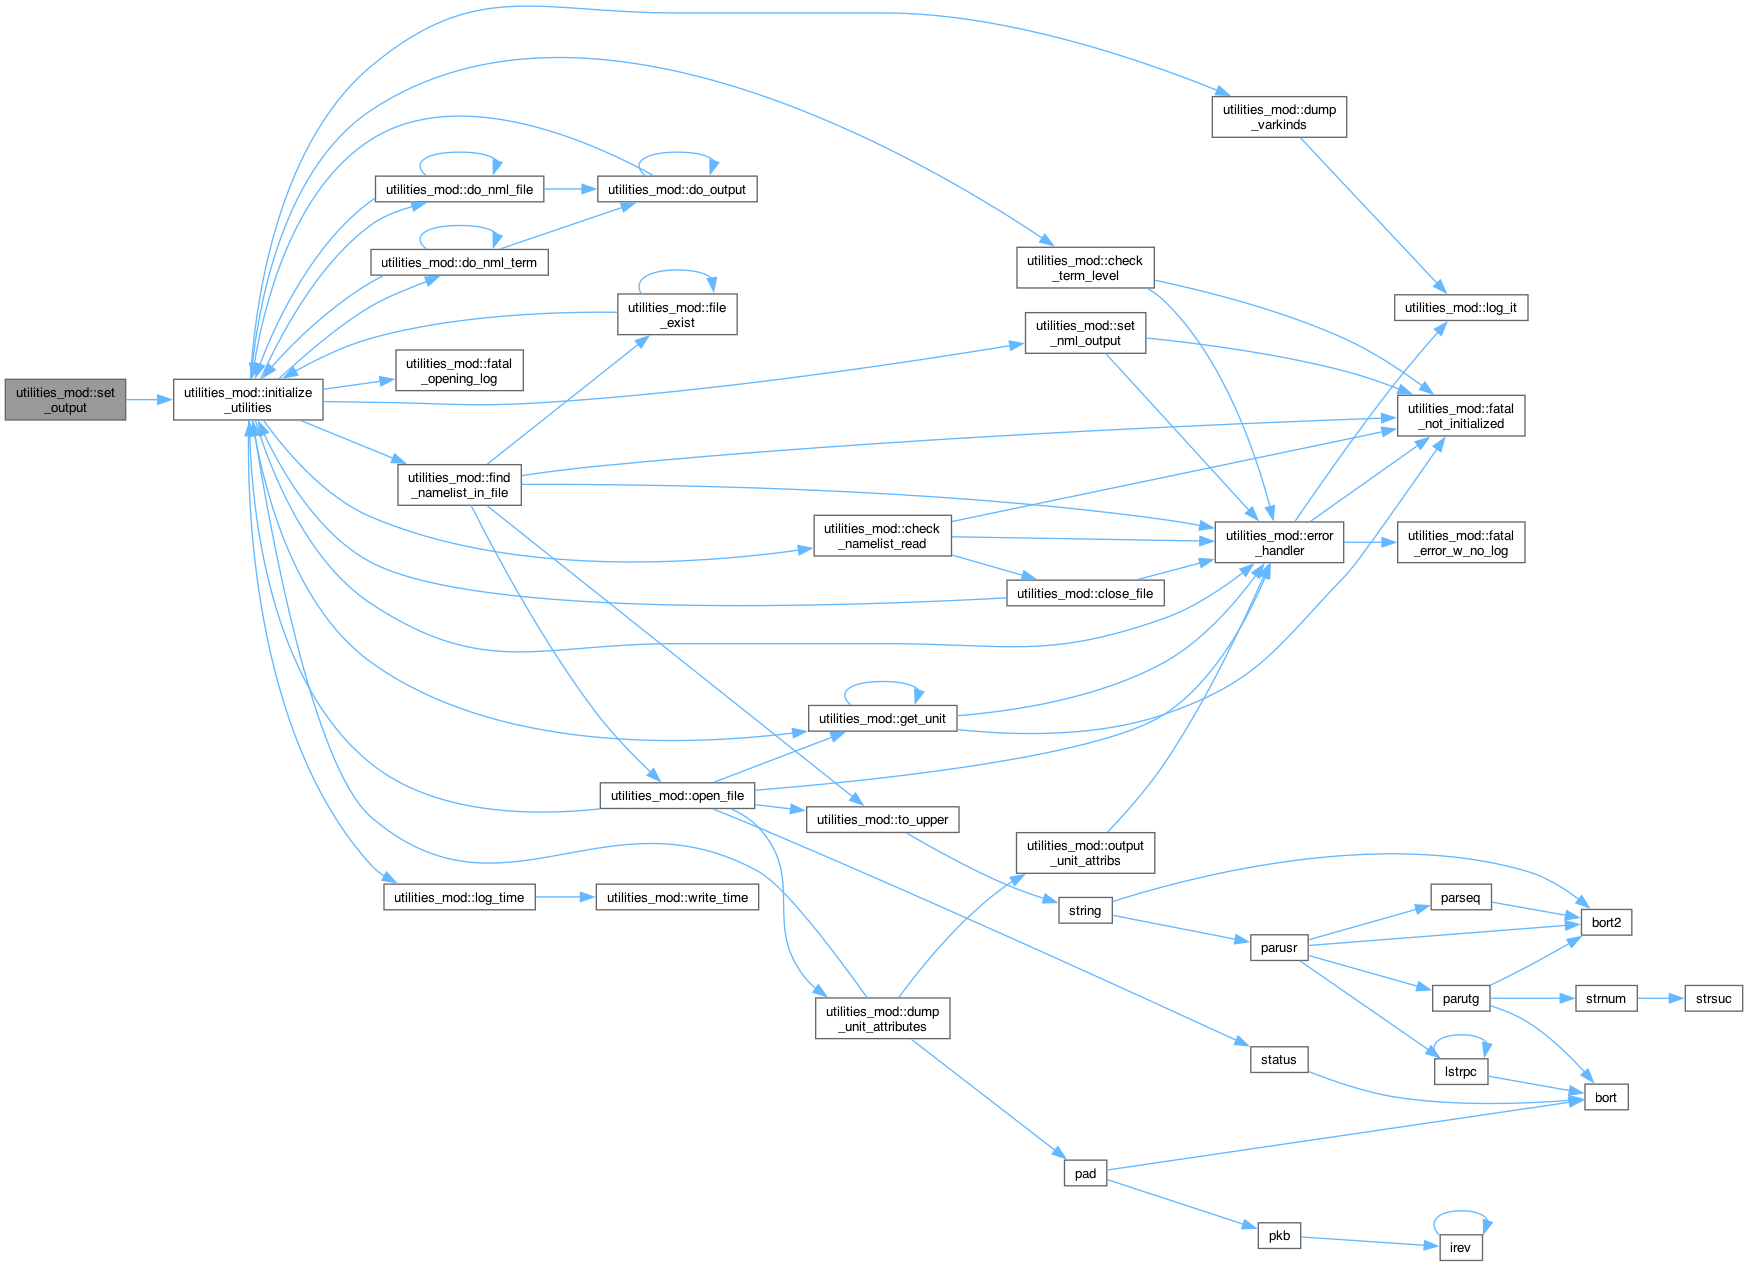 utilities_mod::dump
_varkinds
utilities_mod::do_nml_file
utilities_mod::do_output
utilities_mod::do_nml_term
utilities_mod::check
_term_level
utilities_mod::file
_exist
utilities_mod::log_it
utilities_mod::set
_nml_output
utilities_mod::fatal
_opening_log
utilities_mod::set
_output
utilities_mod::initialize
_utilities
utilities_mod::fatal
_not_initialized
utilities_mod::find
_namelist_in_file
utilities_mod::check
_namelist_read
utilities_mod::error
_handler
utilities_mod::fatal
_error_w_no_log
utilities_mod::close_file
utilities_mod::get_unit
utilities_mod::open_file
utilities_mod::to_upper
utilities_mod::output
_unit_attribs
utilities_mod::log_time
utilities_mod::write_time
string
parseq
bort2
parusr
parutg
strnum
strsuc
utilities_mod::dump
_unit_attributes
status
lstrpc
bort
pad
pkb
irev